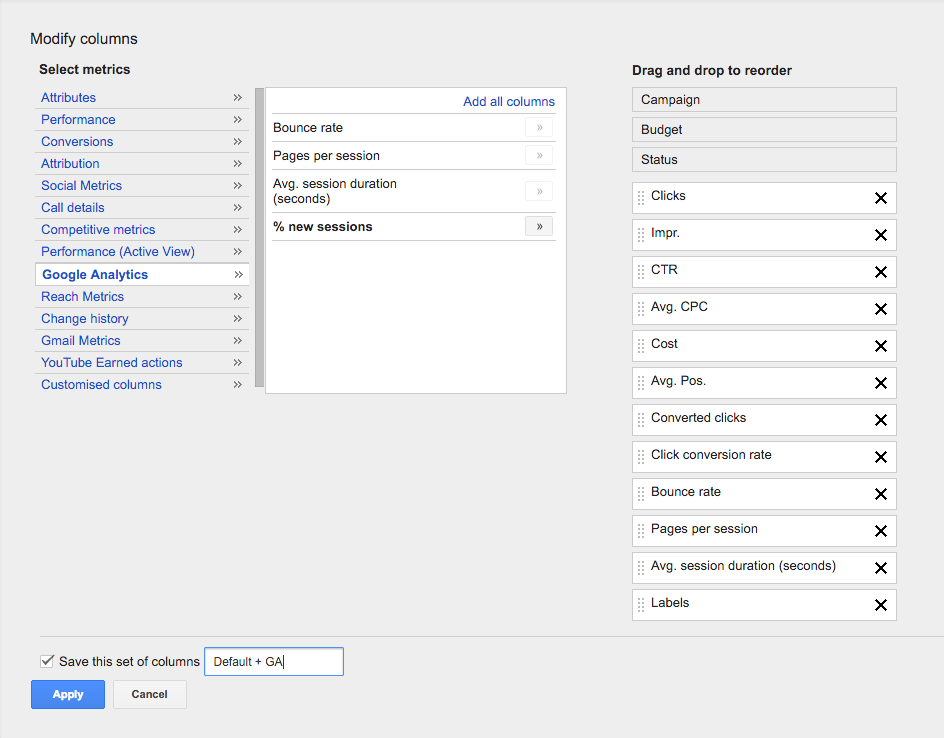 Modify columns
Select metrics
Attributes »
Performance »
Conversions »
Attribution »
Social Metrics »
Call details »
Competitive metrics »
Performance (Active View) »
Google Analytics »
Reach Metrics »
Change history »
Gmail Metrics »
YouTube Earned actions »
Customised columns »
Add all columns
Bounce rate »
Pages per session »
Avg. session duration
(seconds) »
% new sessions »
Drag and drop to reorder
Campaign
Budget
Status
Clicks
Impr.
CTR
Avg. CPC
Cost
Avg. Pos.
Converted clicks
Click conversion rate
Bounce rate
Pages per session
Avg. session duration (seconds)
Labels
Save this set of columns Default + GA
Apply Cancel